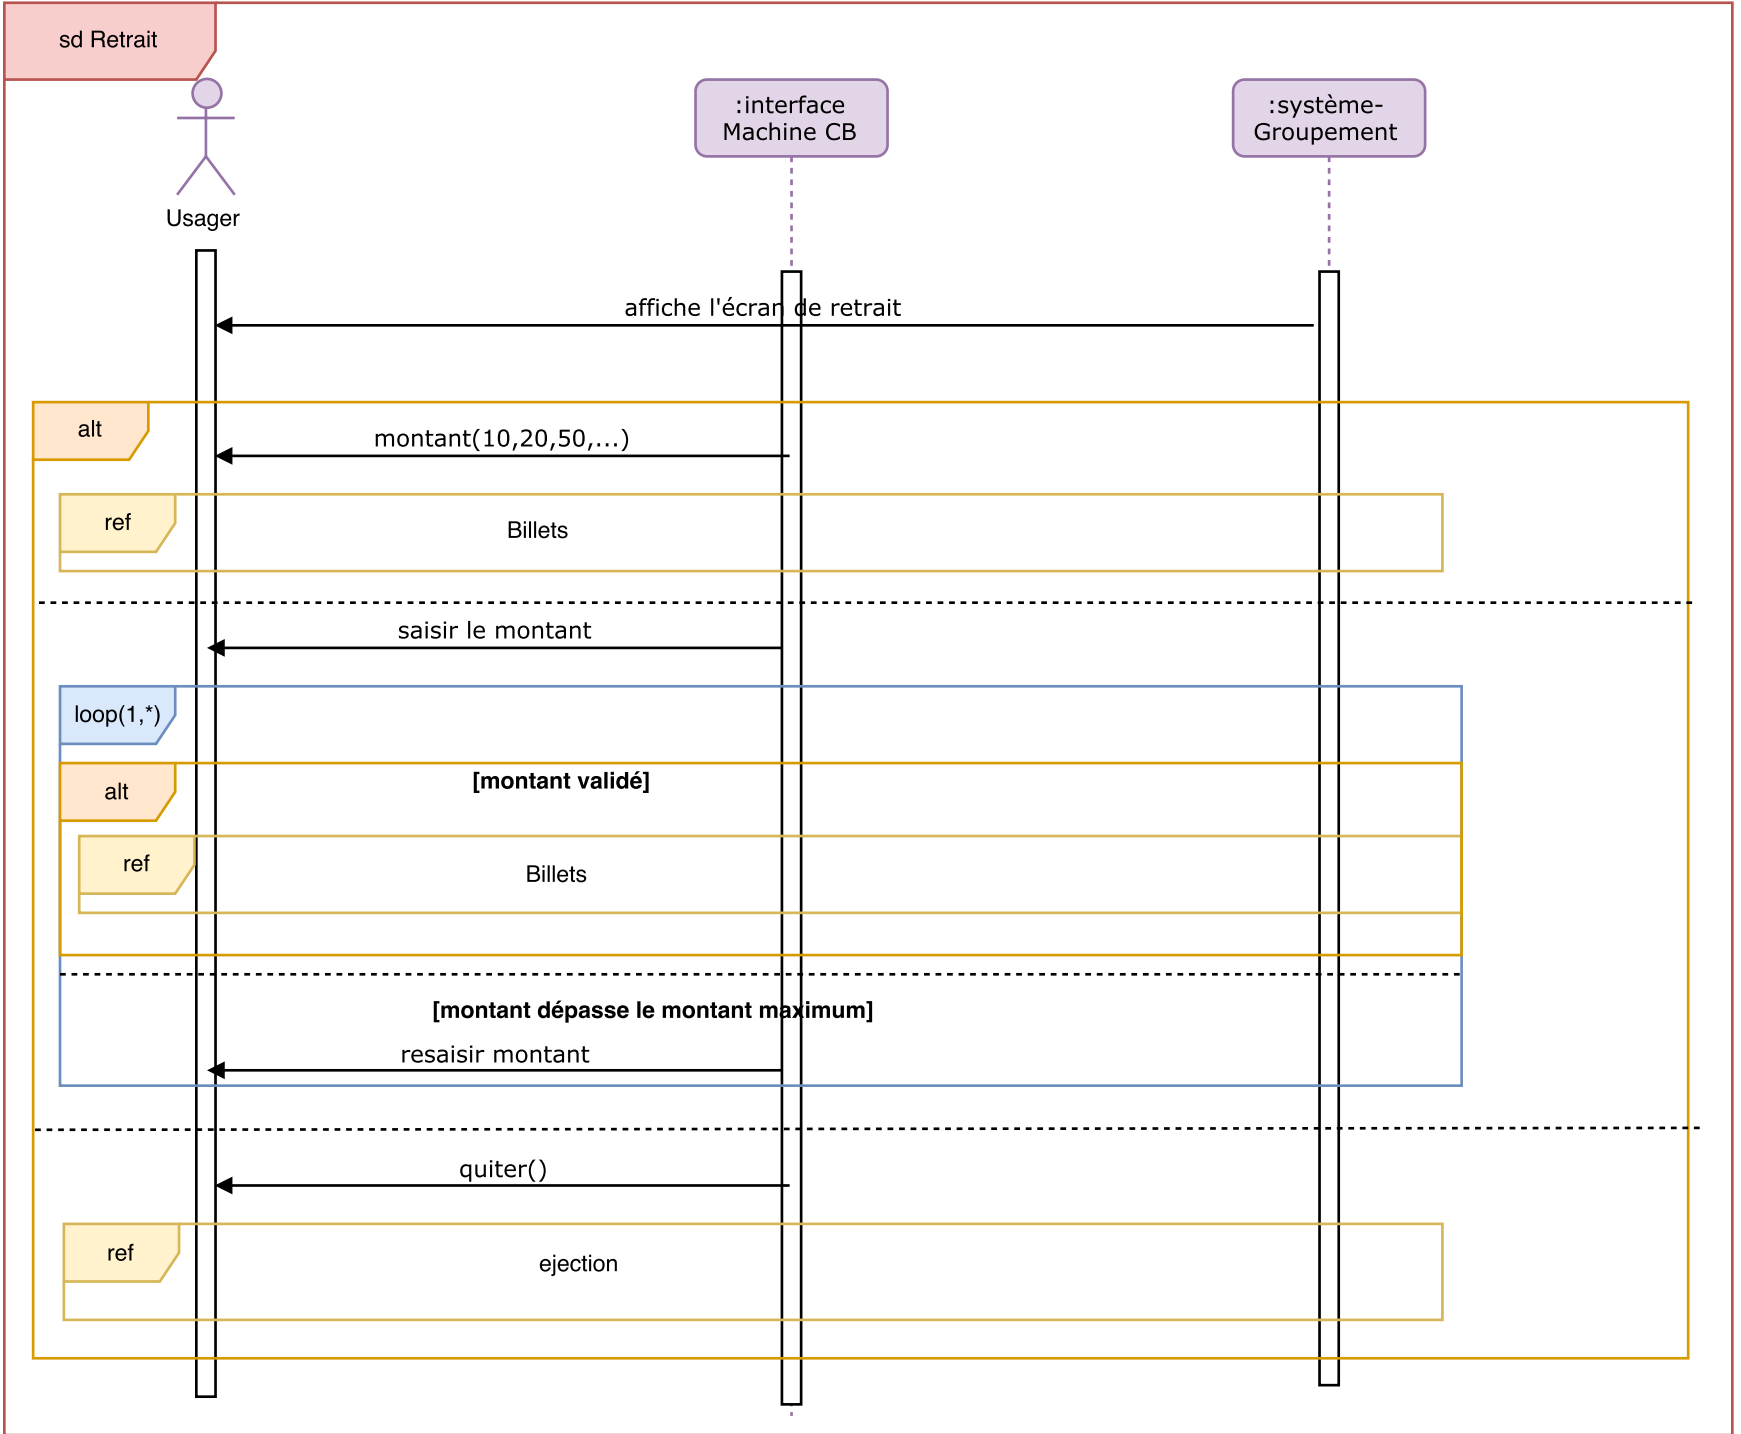 sd Retrait
:interface
Machine CB
:système-
Groupement
Usager
affiche l'écran de retrait
alt
montant(10,20,50,...)
ref
Billets
saisir le montant
loop(1,*)
alt
[montant validé]
ref
Billets
[montant dépasse le montant maximum]
resaisir montant
quiter()
ref
ejection